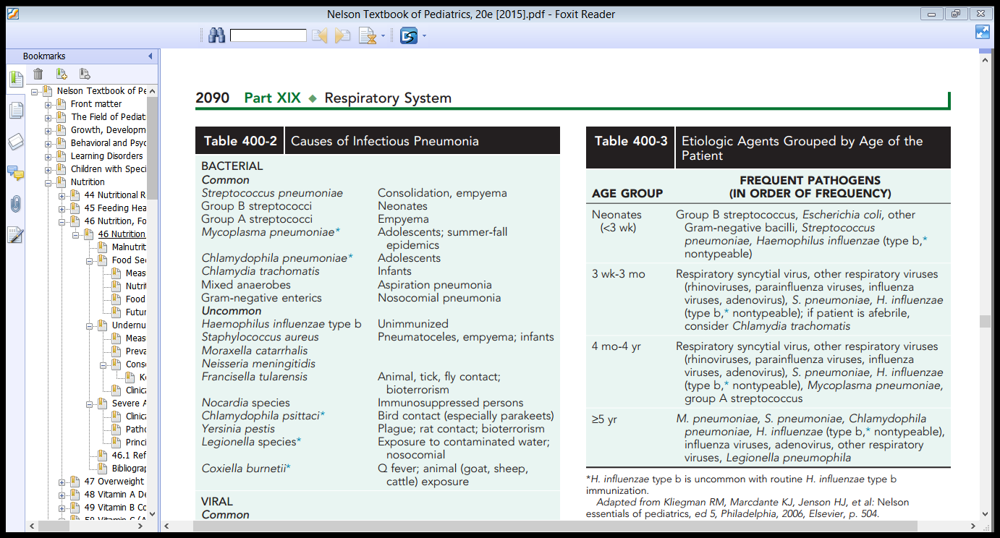 Nelson Textbook of Pediatrics, 20e [2015].pdf - Foxit Reader
Bookmarks
Nelson Textbook of Pe
Front matter
The Field of Pediat
Growth, Developm
Behavioral and Psyc
Learning Disorders
Children with Speci
Nutrition
44 Nutritional R
45 Feeding Hea
46 Nutrition, Fo
46 Nutrition
Malnutrit
Food Sec
Meas
Nutri
Food
Futur
Undernu
Meas
Preva
Conse
Ke
Clinica
Severe A
Clinica
Patho
Princi
46.1 Ref
Bibliograp
47 Overweight
48 Vitamin A De
49 Vitamin B Co
50 Vitamin C (A
2090 Part XIX ◆ Respiratory System
Table 400-2 Causes of Infectious Pneumonia
BACTERIAL
Common
Streptococcus pneumoniae Consolidation, empyema
Group B streptococci Neonates
Group A streptococci Empyema
Mycoplasma pneumoniae* Adolescents; summer-fall
epidemics
Chlamydophila pneumoniae* Adolescents
Chlamydia trachomatis Infants
Mixed anaerobes Aspiration pneumonia
Gram-negative enterics Nosocomial pneumonia
Uncommon
Haemophilus influenzae type b Unimmunized
Staphylococcus aureus Pneumatoceles, empyema; infants
Moraxella catarrhalis
Neisseria meningitidis
Francisella tularensis Animal, tick, fly contact;
bioterrorism
Nocardia species Immunosuppressed persons
Chlamydophila psittaci* Bird contact (especially parakeets)
Yersinia pestis Plague; rat contact; bioterrorism
Legionella species* Exposure to contaminated water;
nosocomial
Coxiella burnetii* Q fever; animal (goat, sheep,
cattle) exposure
VIRAL
Common
Table 400-3 Etiologic Agents Grouped by Age of the
Patient
FREQUENT PATHOGENS
AGE GROUP (IN ORDER OF FREQUENCY)
Neonates Group B streptococcus, Escherichia coli, other
(<3 wk) Gram-negative bacilli, Streptococcus
pneumoniae, Haemophilus influenzae (type b,*
nontypeable)
3 wk-3 mo Respiratory syncytial virus, other respiratory viruses
(rhinoviruses, parainfluenza viruses, influenza
viruses, adenovirus), S. pneumoniae, H. influenzae
(type b,* nontypeable); if patient is afebrile,
consider Chlamydia trachomatis
4 mo-4 yr Respiratory syncytial virus, other respiratory viruses
(rhinoviruses, parainfluenza viruses, influenza
viruses, adenovirus), S. pneumoniae, H. influenzae
(type b,* nontypeable), Mycoplasma pneumoniae,
group A streptococcus
≥5 yr M. pneumoniae, S. pneumoniae, Chlamydophila
pneumoniae, H. influenzae (type b,* nontypeable),
influenza viruses, adenovirus, other respiratory
viruses, Legionella pneumophila
*H. influenzae type b is uncommon with routine H. influenzae type b
immunization.
Adapted from Kliegman RM, Marcdante KJ, Jenson HJ, et al: Nelson
essentials of pediatrics, ed 5, Philadelphia, 2006, Elsevier, p. 504.